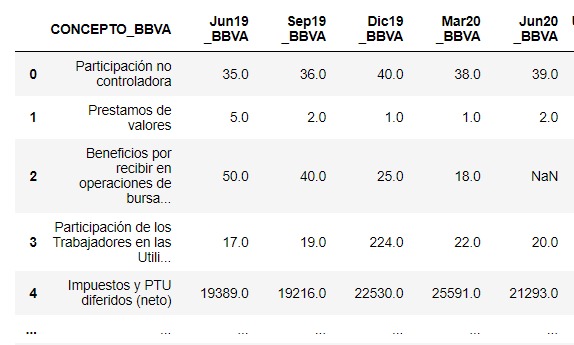 CONCEPTO_BBVA Jun19_BBVA Sep19_BBVA Dic19_BBVA Mar20_BBVA Jun20_BBVA
0 Participación no controladora 35.0 36.0 40.0 38.0 39.0
1 Prestamos de valores 5.0 2.0 1.0 1.0 2.0
2 Beneficios por recibir en operaciones de bursa... 50.0 40.0 25.0 18.0 NaN
3 Participación de los Trabajadores en las Utili... 17.0 19.0 224.0 22.0 20.0
4 Impuestos y PTU diferidos (neto) 19389.0 19216.0 22530.0 25591.0 21293.0
... ... ... ... ... ... ...